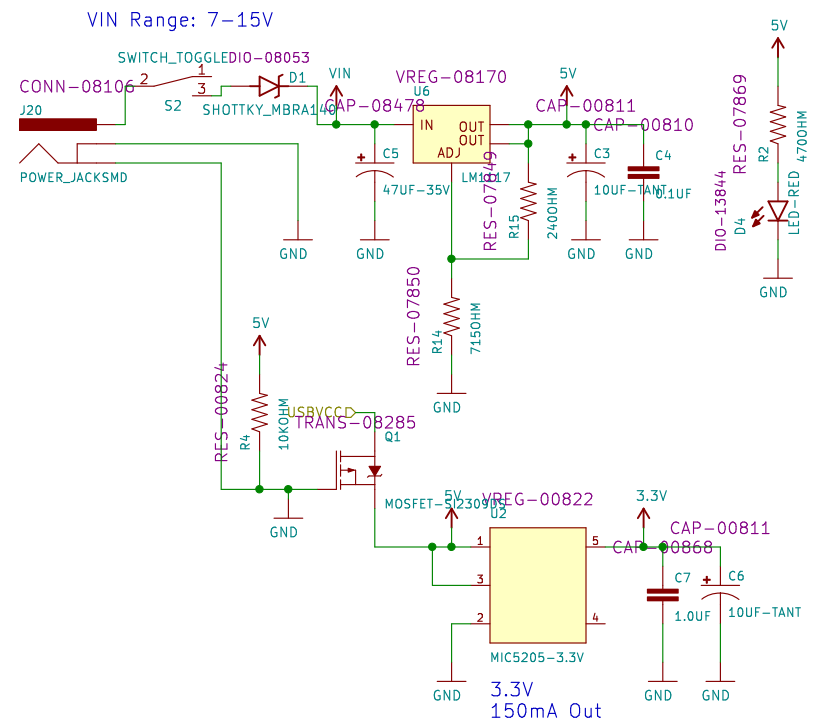 VIN Range: 7-15V
SWITCH_TOGGLE
DIO-08053
5V
CONN-08106
2
1
3
D1
VIN
VREG-08170
5V
J20
S2
SHOTTKY_MBRA140
CAP-08478
U6
CAP-00811
CAP-00810
RES-07869
IN
OUT
OUT
ADJ
LM1117
R2
470OHM
POWER_JACKSMD
C5
47UF-35V
RES-07849
R15
240OHM
C3
10UF-TANT
C4
0.1UF
DIO-13844
D4
LED-RED
GND
GND
GND
GND
GND
RES-07850
R14
715OHM
5V
RES-00824
R4
10KOHM
USBVCC
TRANS-08285
Q1
GND
MOSFET-SI2309DS
5V
VREG-00822
U2
3.3V
CAP-00811
CAP-00868
GND
1
5
3
2
4
C7
1.0UF
C6
10UF-TANT
MIC5205-3.3V
GND
GND
GND
3.3V
150mA Out